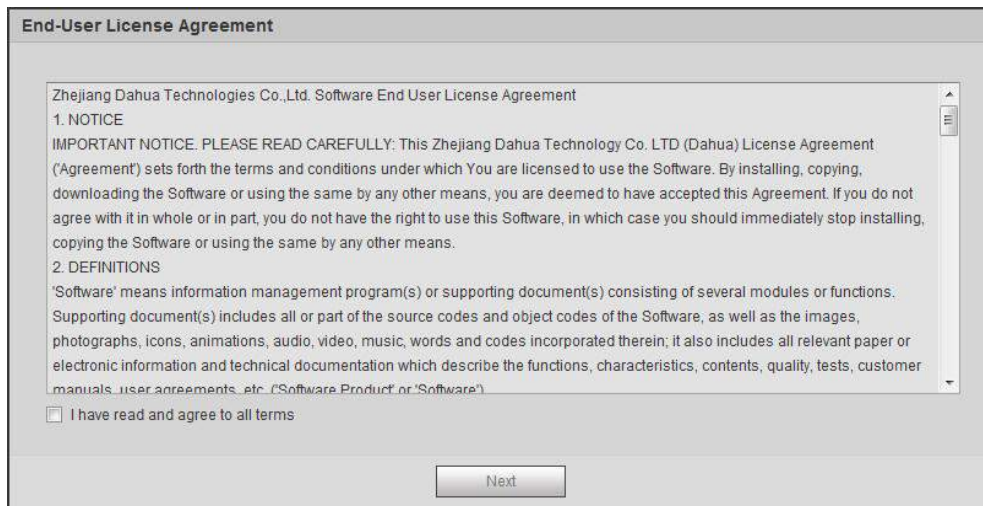 End-User License Agreement
Zhejiang Dahua Technologies Co.,Ltd. Software End User License Agreement
1. NOTICE
IMPORTANT NOTICE. PLEASE READ CAREFULLY: This Zhejiang Dahua Technology Co. LTD (Dahua) License Agreement
('Agreement') sets forth the terms and conditions under which You are licensed to use the Software. By installing, copying,
downloading the Software or using the same by any other means, you are deemed to have accepted this Agreement. If you do not
agree with it in whole or in part, you do not have the right to use this Software, in which case you should immediately stop installing,
copying the Software or using the same by any other means.
2. DEFINITIONS
'Software' means information management program(s) or supporting document(s) consisting of several modules or functions.
Supporting document(s) includes all or part of the source codes and object codes of the Software, as well as the images,
photographs, icons, animations, audio, video, music, words and codes incorporated therein; it also includes all relevant paper or
electronic information and technical documentation which describe the functions, characteristics, contents, quality, tests, customer
manuals, user agreements, etc. ('Software Product' or 'Software')
I have read and agree to all terms
Next